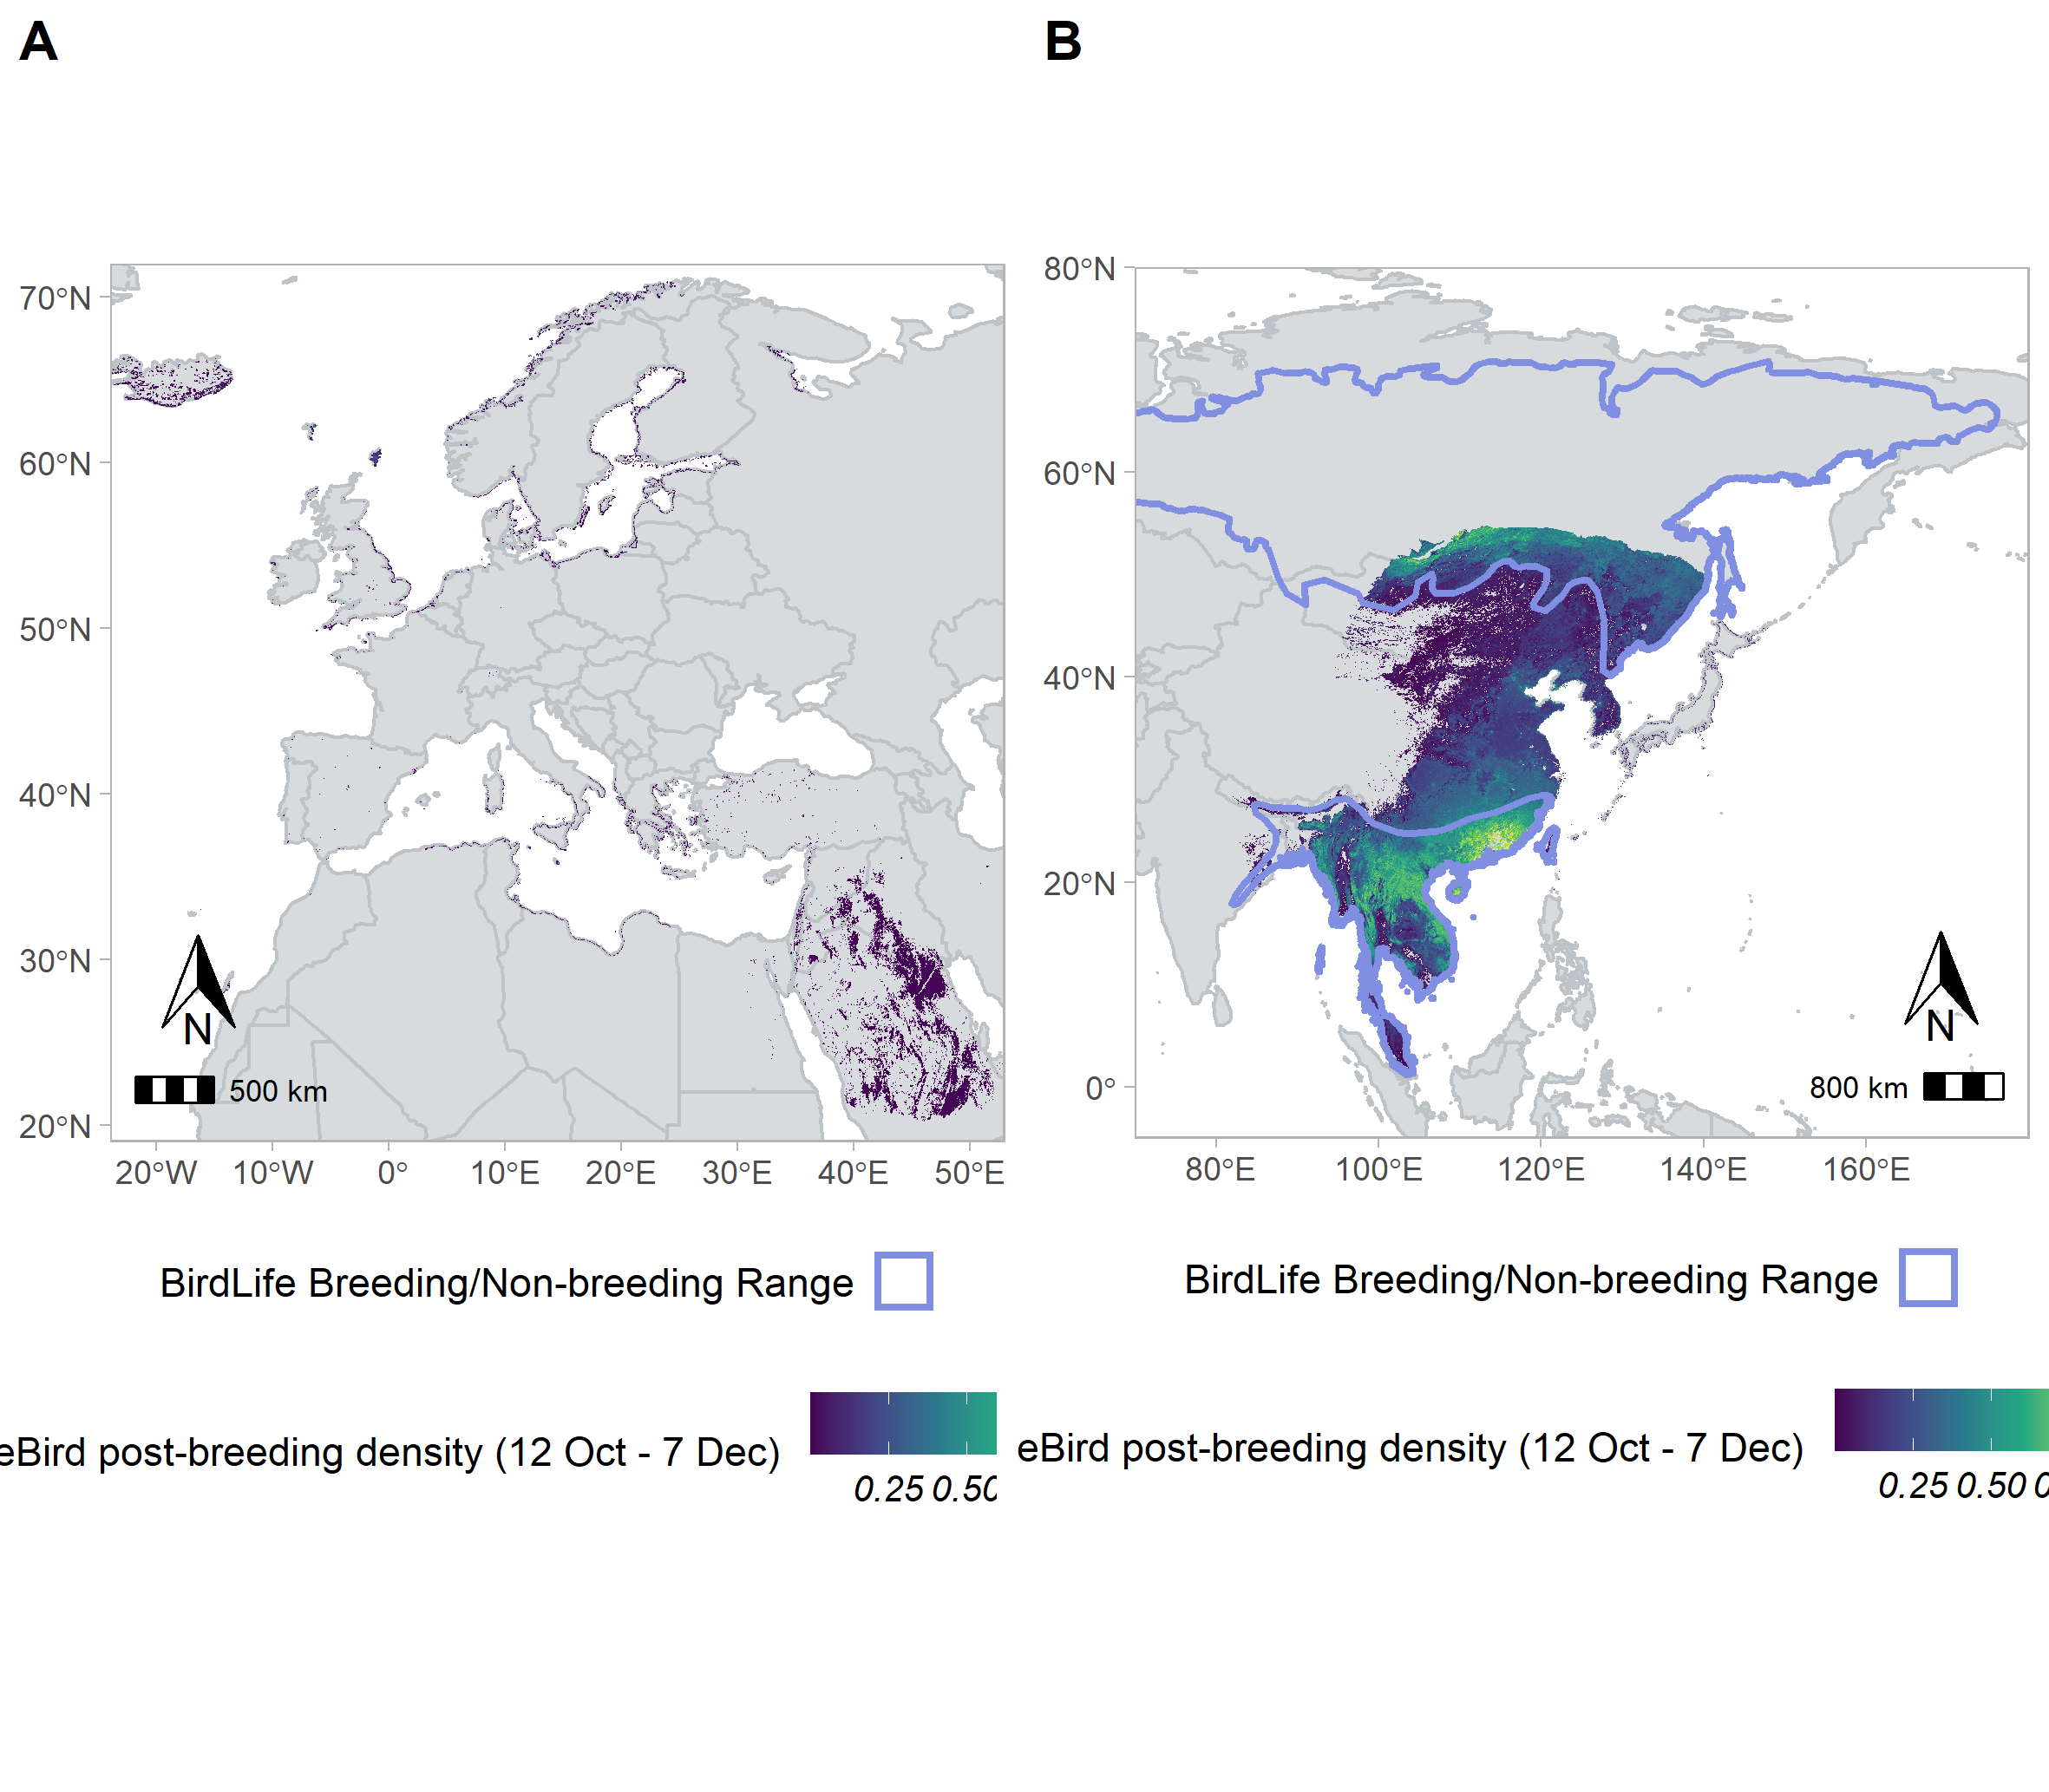 A
B
70°N
60°N
50°N
40°N
30°N
20°N
20°W 10°W 0° 10°E 20°E 30°E 40°E 50°E
N
500 km
80°N
60°N
40°N
20°N
0°
80°E 100°E 120°E 140°E 160°E
N
800 km
BirdLife Breeding/Non-breeding Range
BirdLife Breeding/Non-breeding Range
eBird post-breeding density (12 Oct - 7 Dec)
0.25 0.50
eBird post-breeding density (12 Oct - 7 Dec)
0.25 0.50 0